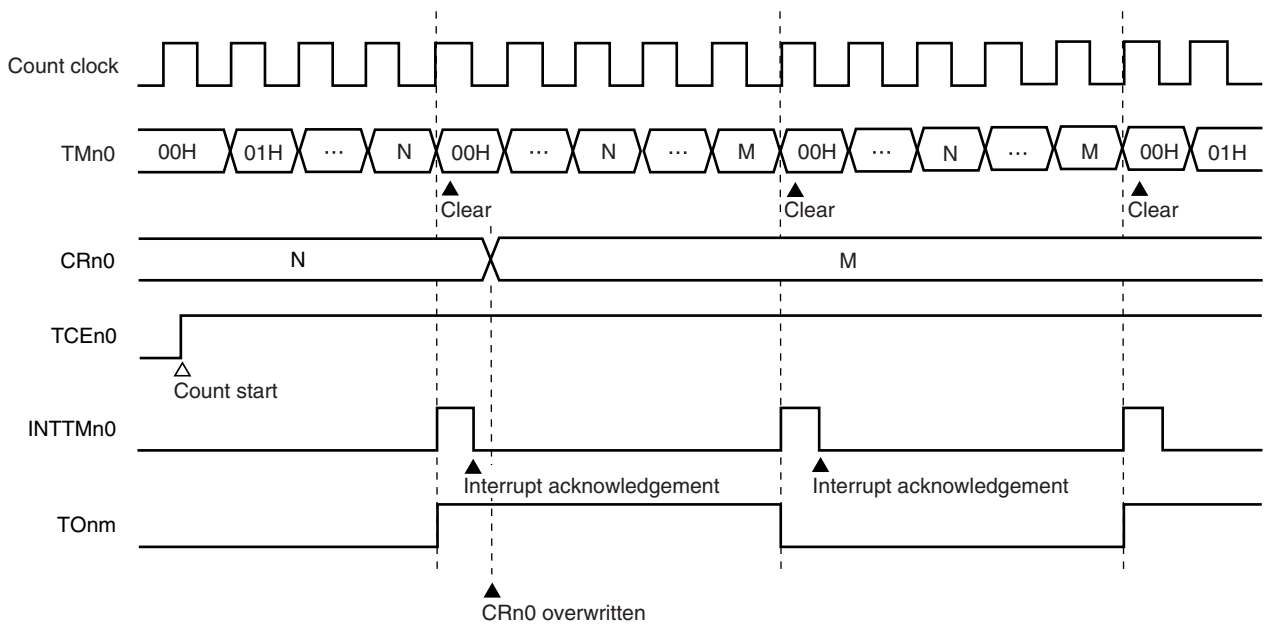 Count clock
TMn0 00H 01H ··· N 00H ··· N ··· M 00H ··· N ··· M 00H 01H
Clear Clear Clear
CRn0 N M
TCEn0
Count start
INTTMn0
Interrupt acknowledgement Interrupt acknowledgement
TOnm
CRn0 overwritten